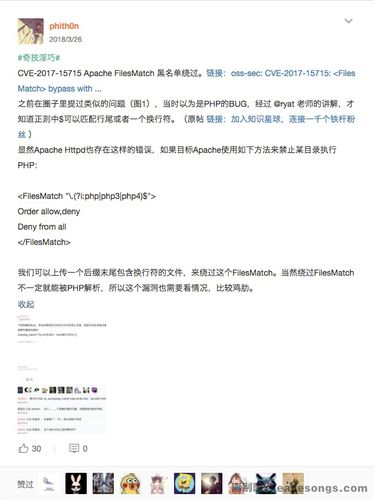 phith0n
2018/3/26
#奇技淫巧#
CVE-2017-15715 Apache FilesMatch 黑名单绕过。链接：oss-sec: CVE-2017-15715: <Files
Match> bypass with ...
之前在圈子里提过类似的问题（图1），当时以为是PHP的BUG，经过 @ryat 老师的讲解，才
知道正则中$可以匹配行尾或者一个换行符。（原帖 链接：加入知识星球，连接一千个铁杆粉
丝 ）
显然Apache Httpd也存在这样的错误，如果目标Apache使用如下方法来禁止某目录执行
PHP：
<FilesMatch "\.(?i:php|php3|php4)$">
Order allow,deny
Deny from all
</FilesMatch>
我们可以上传一个后缀末尾包含换行符的文件，来绕过这个FilesMatch。当然绕过FilesMatch
不一定就能被PHP解析，所以这个漏洞也需要看情况，比较鸡肋。
收起
30
0
赞过